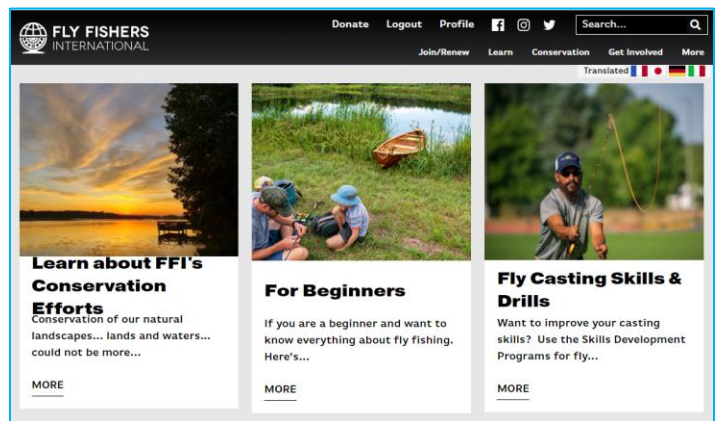 FLY FISHERS
INTERNATIONAL
Donate Logout Profile Search...
Join/Renew Learn Conservation Get Involved More
Translated
Learn about FFI's
Conservation
Efforts
Conservation of our natural
landscapes... lands and waters...
could not be more...
MORE
For Beginners
If you are a beginner and want to
know everything about fly fishing.
Here's...
MORE
Fly Casting Skills &
Drills
Want to improve your casting
skills? Use the Skills Development
Programs for fly...
MORE